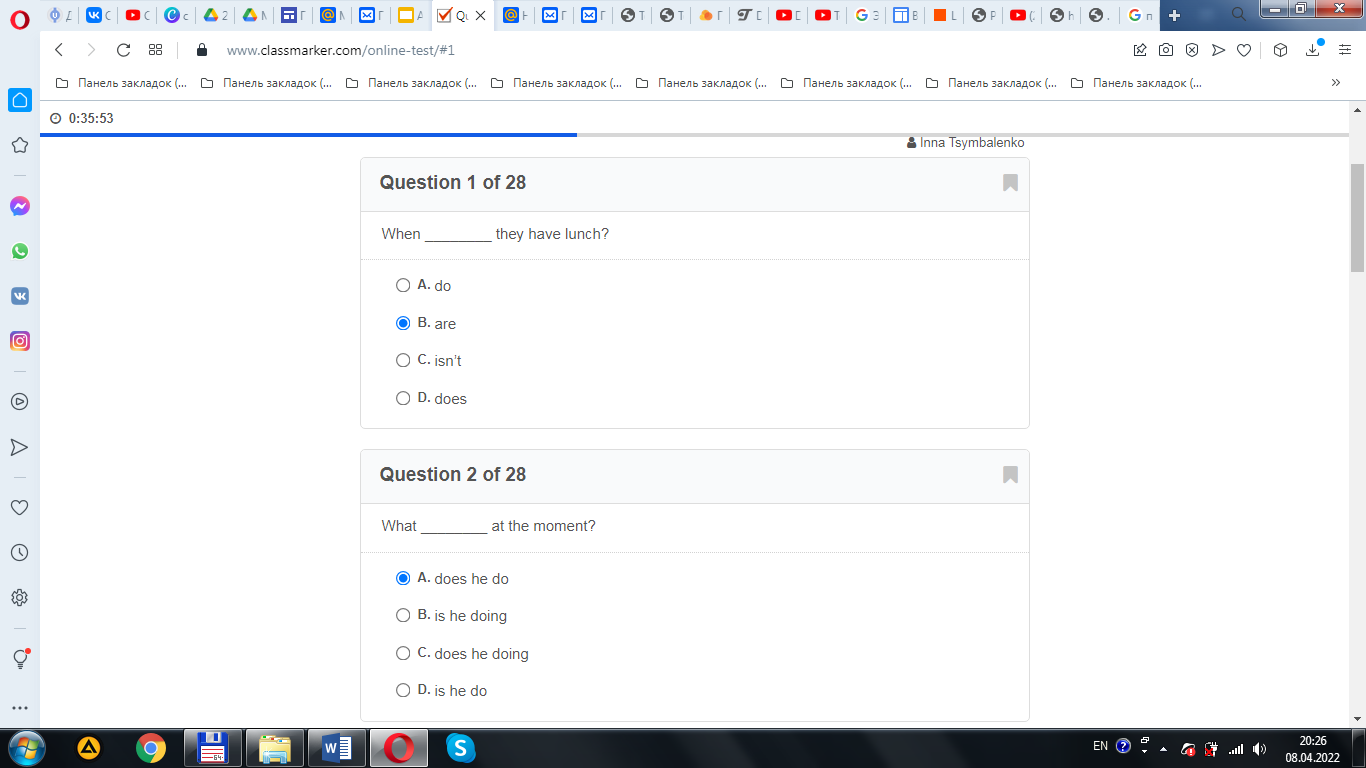 Qu
www.classmarker.com/online-test/#1
Панель закладок (... Панель закладок (... Панель закладок (... Панель закладок (... Панель закладок (... Панель закладок (... Панель закладок (... Панель закладок (...
0:35:53
Inna Tsymbalenko
Question 1 of 28
When ________ they have lunch?
A. do
B. are
C. isn't
D. does
Question 2 of 28
What ________ at the moment?
A. does he do
B. is he doing
C. does he doing
D. is he do
EN
20:26
08.04.2022